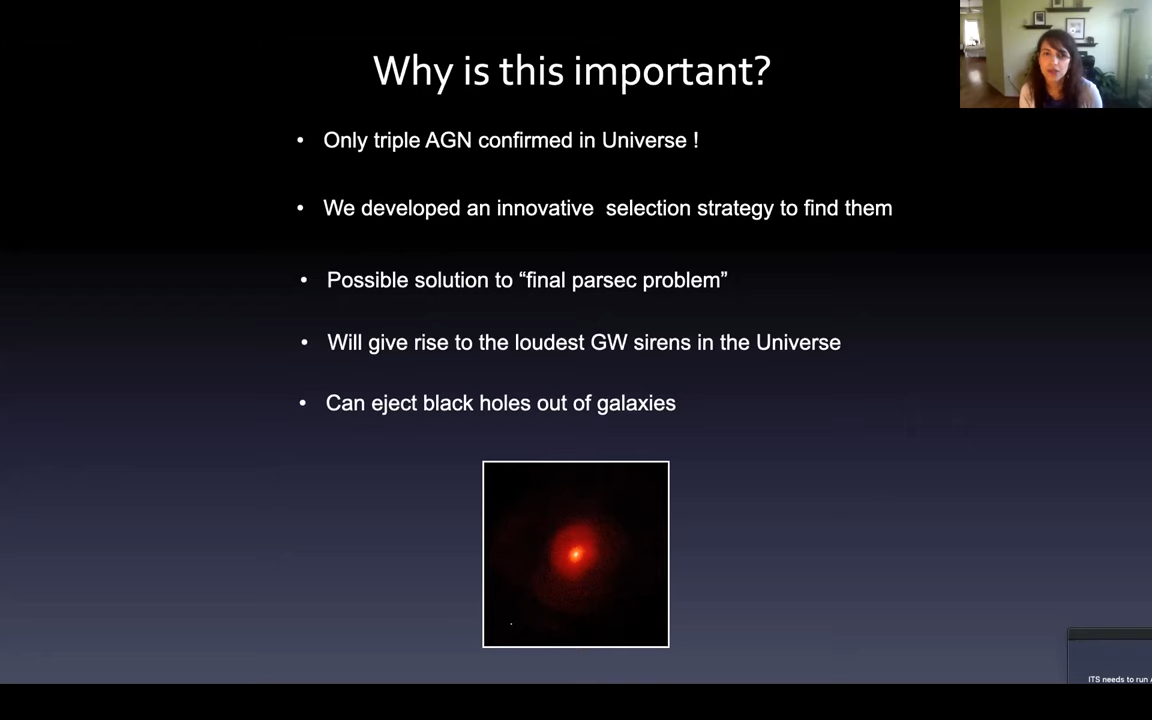 Why is this important?
• Only triple AGN confirmed in Universe !
• We developed an innovative  selection strategy to find them
• Possible solution to “final parsec problem”
• Will give rise to the loudest GW sirens in the Universe
• Can eject black holes out of galaxies
ITS needs to run